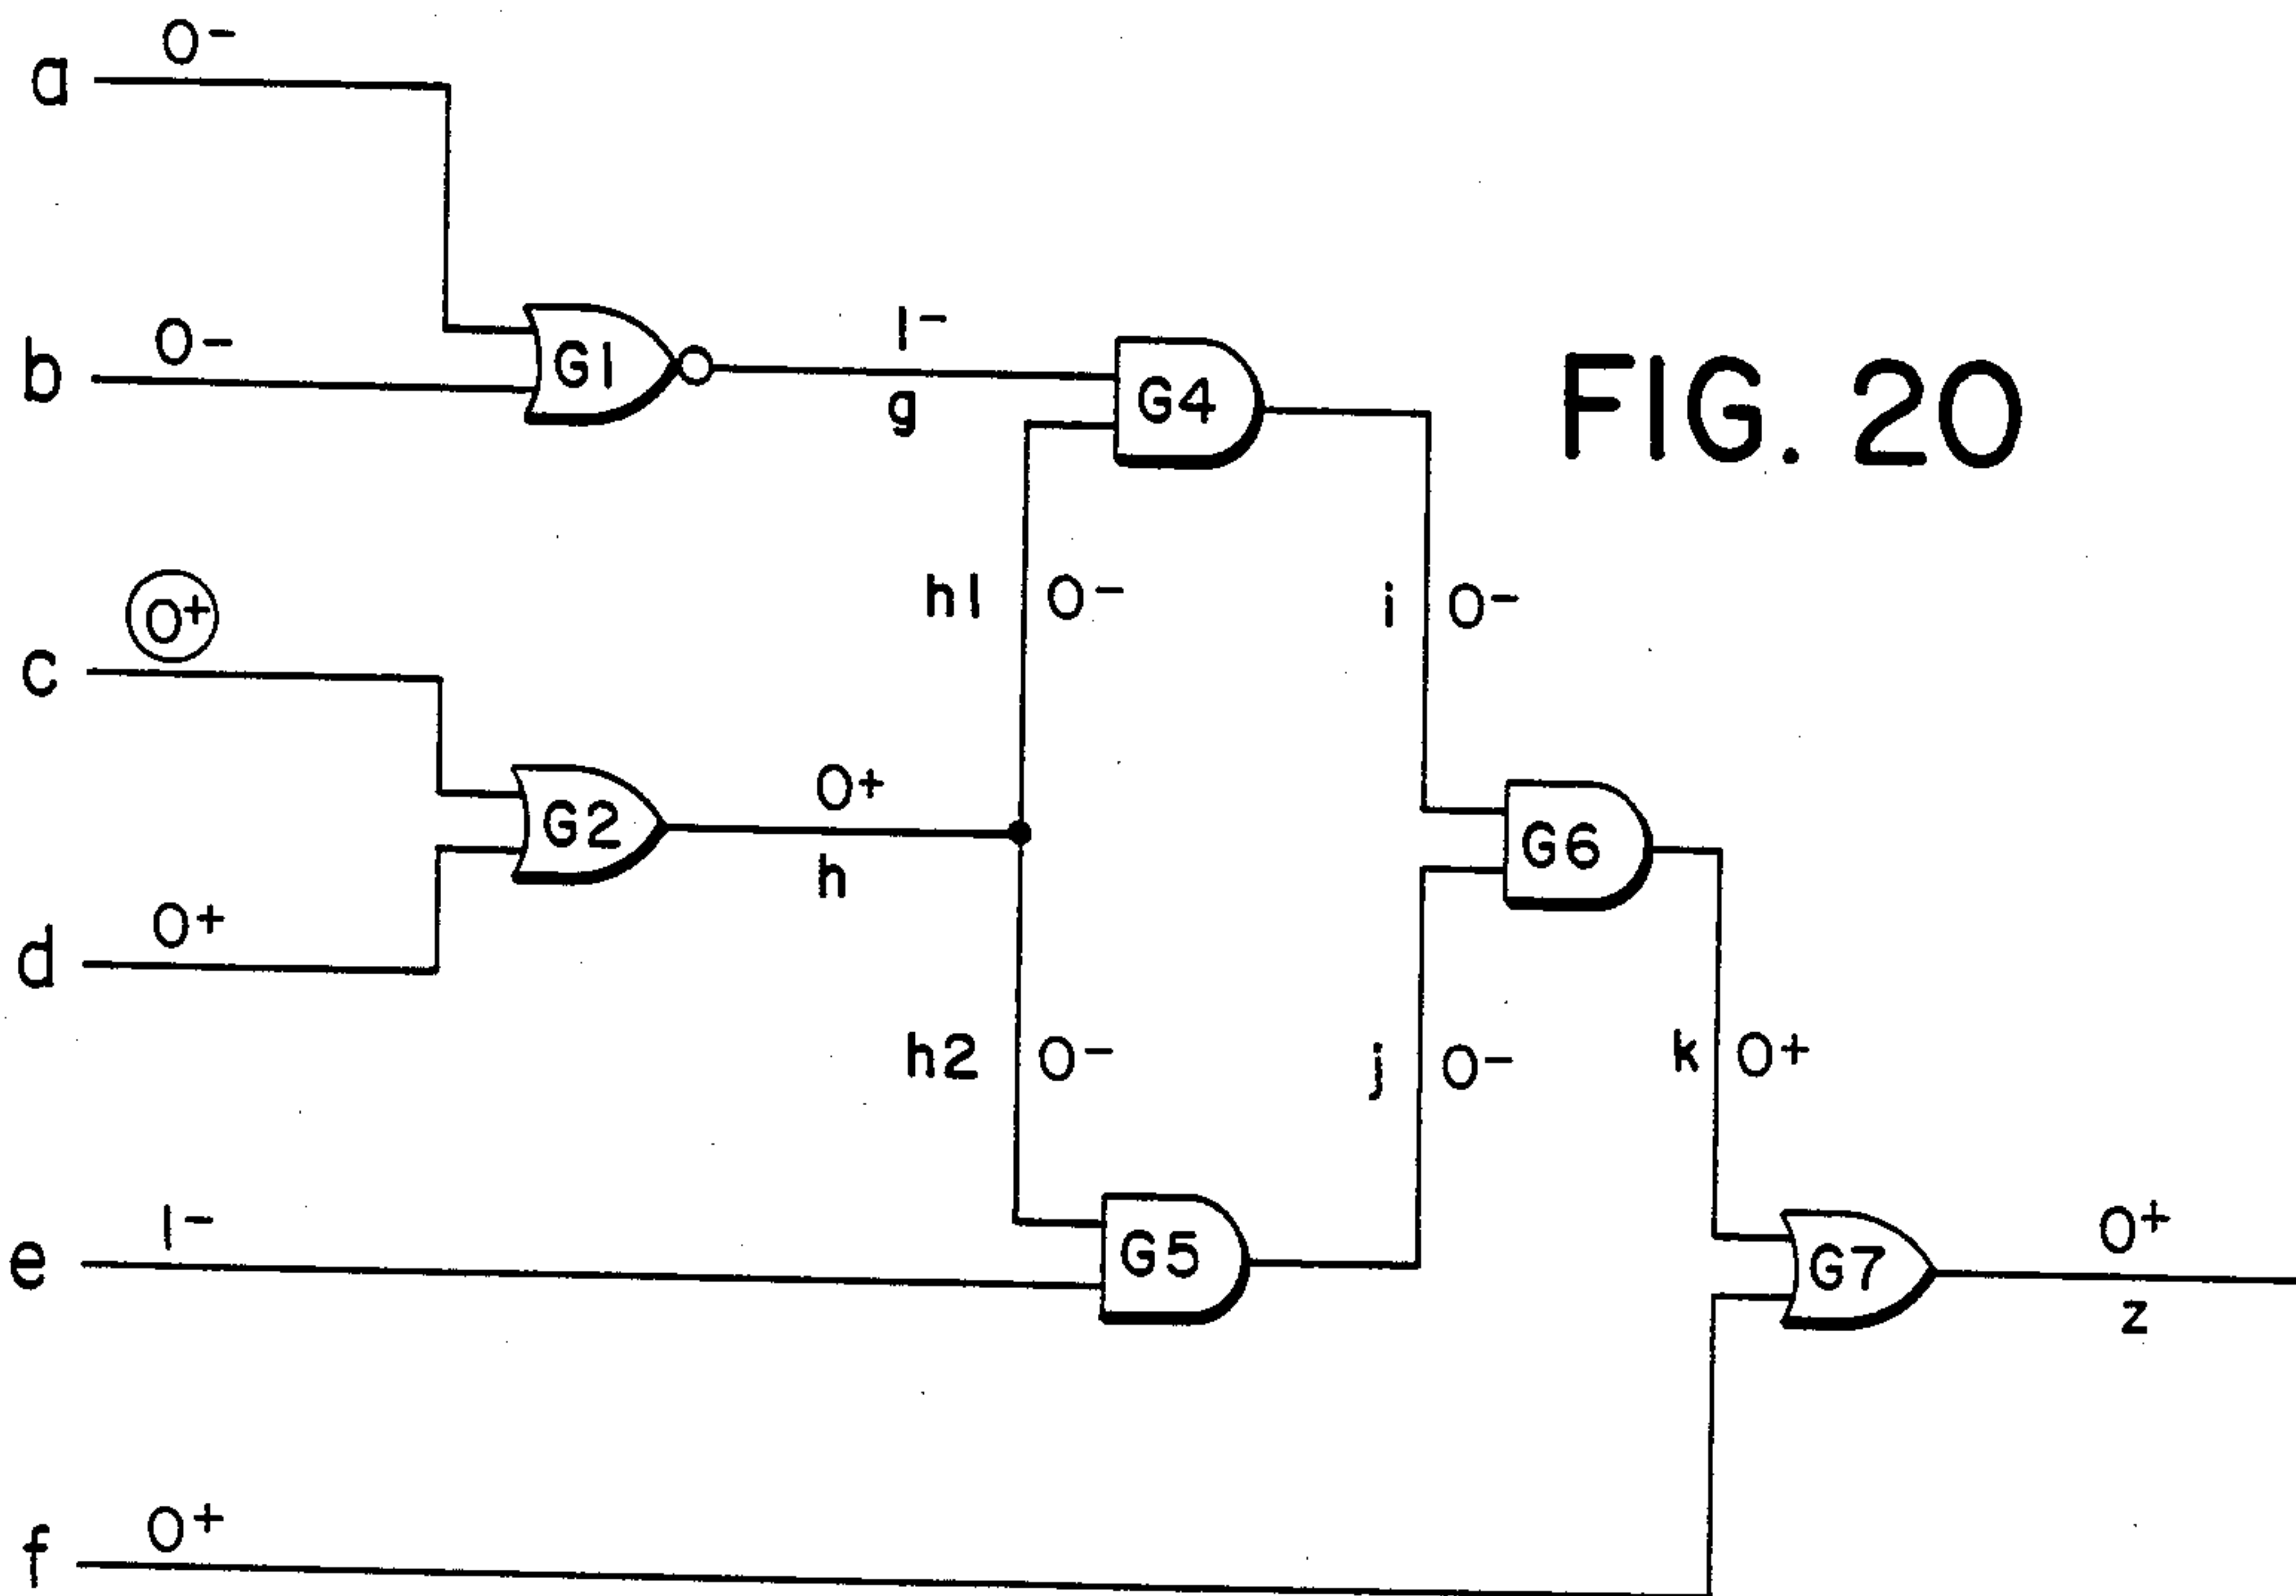 a 0-
b 0-
G1
1-
g
G4
FIG. 20
c 0+
h1 0-
i 0-
G2
0+
h
G6
d 0+
h2 0-
j 0-
k 0+
e 1-
G5
G7
0+
z
f 0+